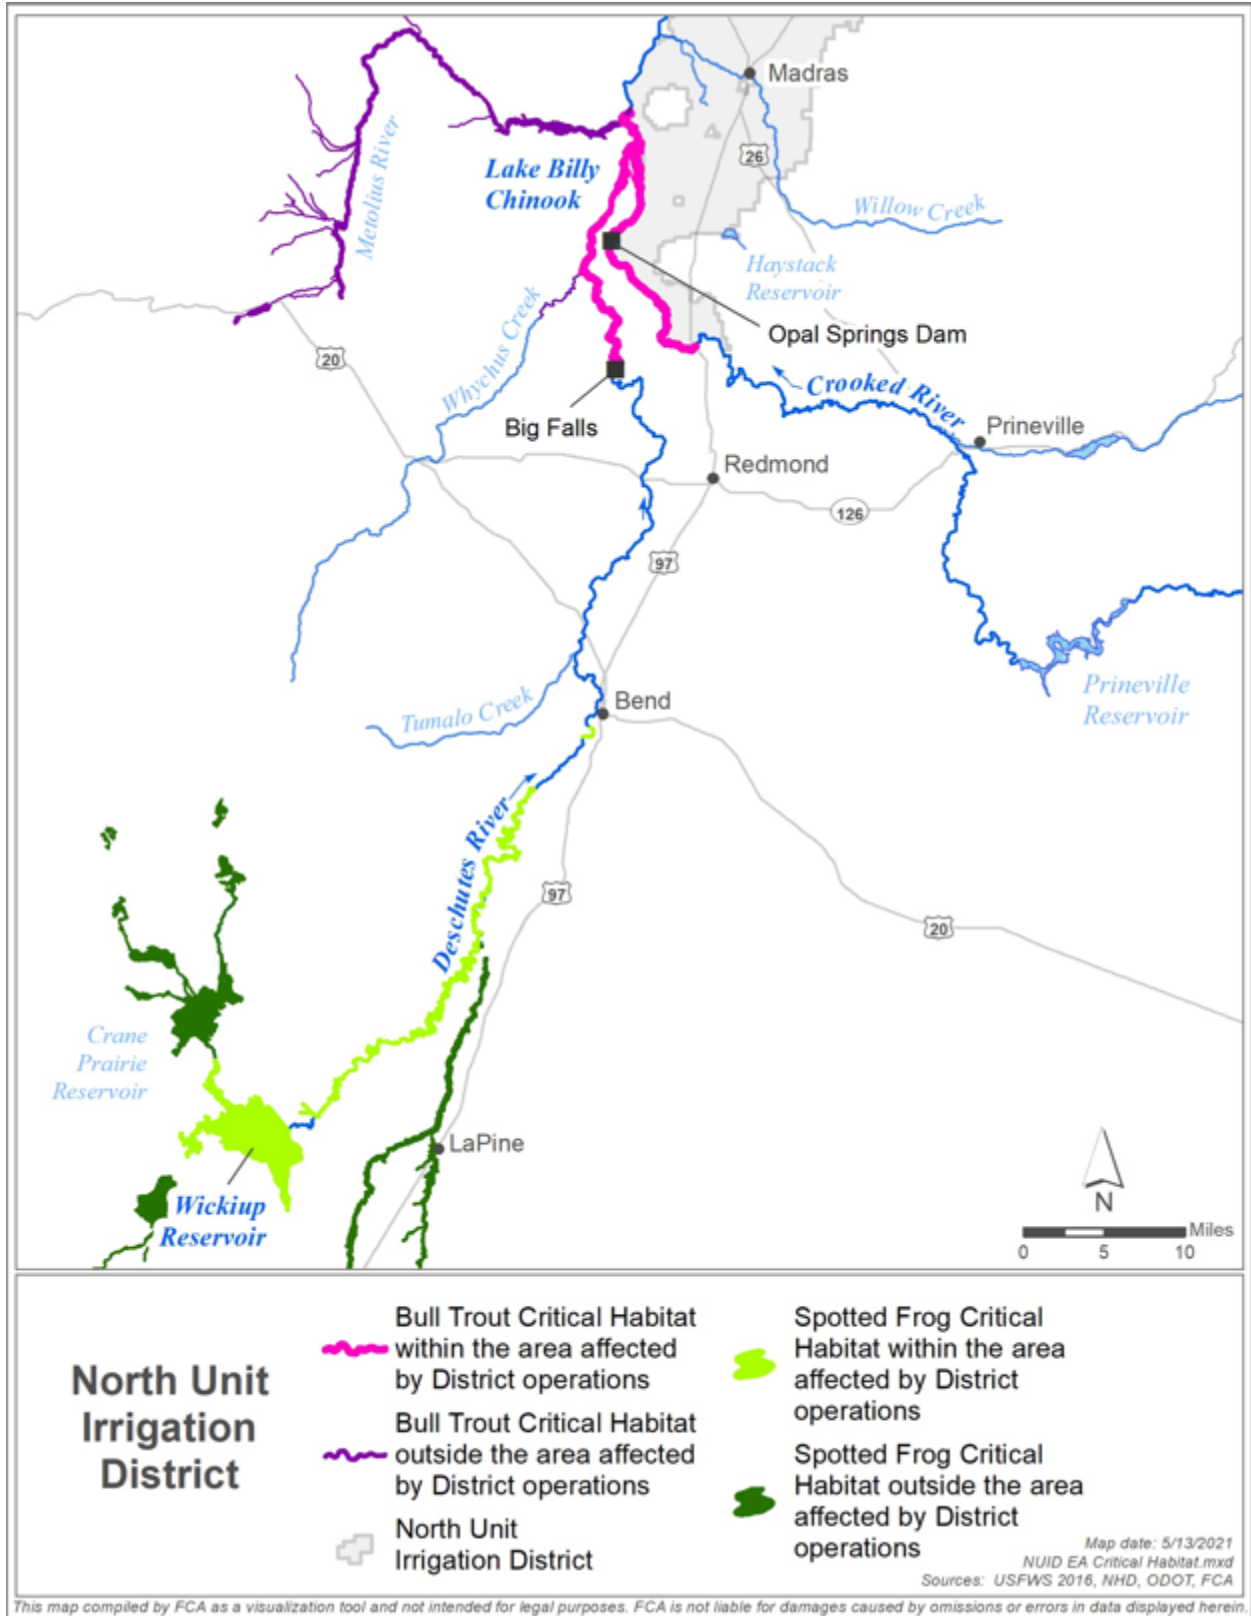 Madras
26
Metolius River
Lake Billy
Chinook
Willow Creek
Haystack
Reservoir
Opal Springs Dam
Whychus Creek
20
Crooked River
Big Falls
Prineville
Redmond
126
97
Prineville
Reservoir
Bend
Tumalo Creek
Deschutes River
97
20
Crane
Prairie
Reservoir
LaPine
Wickiup
Reservoir
N
Miles
0 5 10
North Unit
Irrigation
District
Bull Trout Critical Habitat
within the area affected
by District operations
Bull Trout Critical Habitat
outside the area affected
by District operations
North Unit
Irrigation District
Spotted Frog Critical
Habitat within the area
affected by District
operations
Spotted Frog Critical
Habitat outside the area
affected by District
operations
Map date: 5/13/2021
NUID EA Critical Habitat.mxd
Sources: USFWS 2016, NHD, ODOT, FCA
This map compiled by FCA as a visualization tool and not intended for legal purposes. FCA is not liable for damages caused by omissions or errors in data displayed herein.